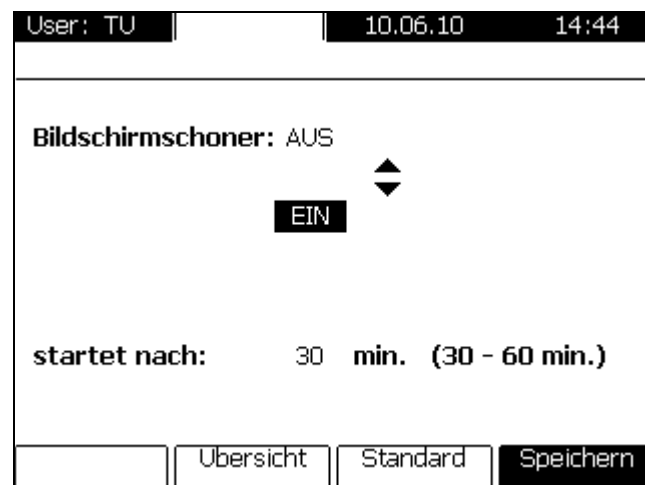 User: TU 10.06.10 14:44
Bildschirmschoner: AUS
EIN
startet nach: 30 min. (30 - 60 min.)
Übersicht Standard Speichern